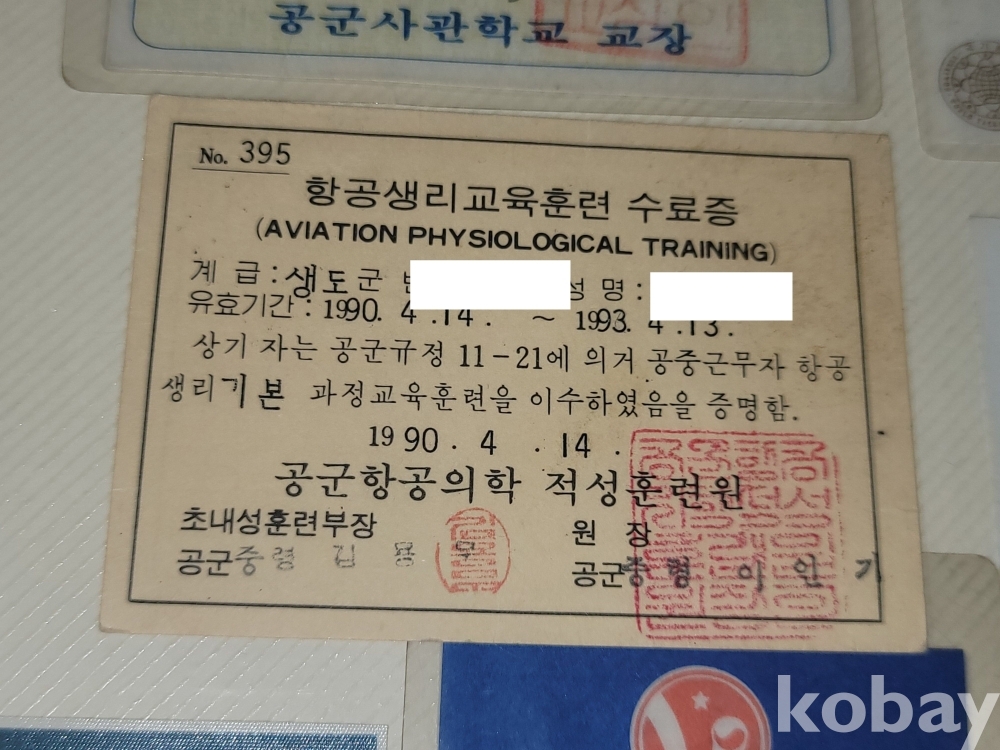 공군사관학교 교장
No. 395
항공생리교육훈련 수료증
(AVIATION PHYSIOLOGICAL TRAINING)
계 급 : 생도 군 성 명 :
유효기간 : 1990. 4 .14 . ~ 1993. 4 .13 .
상기 자는 공군규정 11-21에 의거 공중근무자 항공
생리기본 과정교육훈련을 이수하였음을 증명함.
1990 . 4 . 14 .
공군항공의학 적성훈련원
초내성훈련부장 원 장
공군중령 김 용 공군중령 이 인 기
kobay